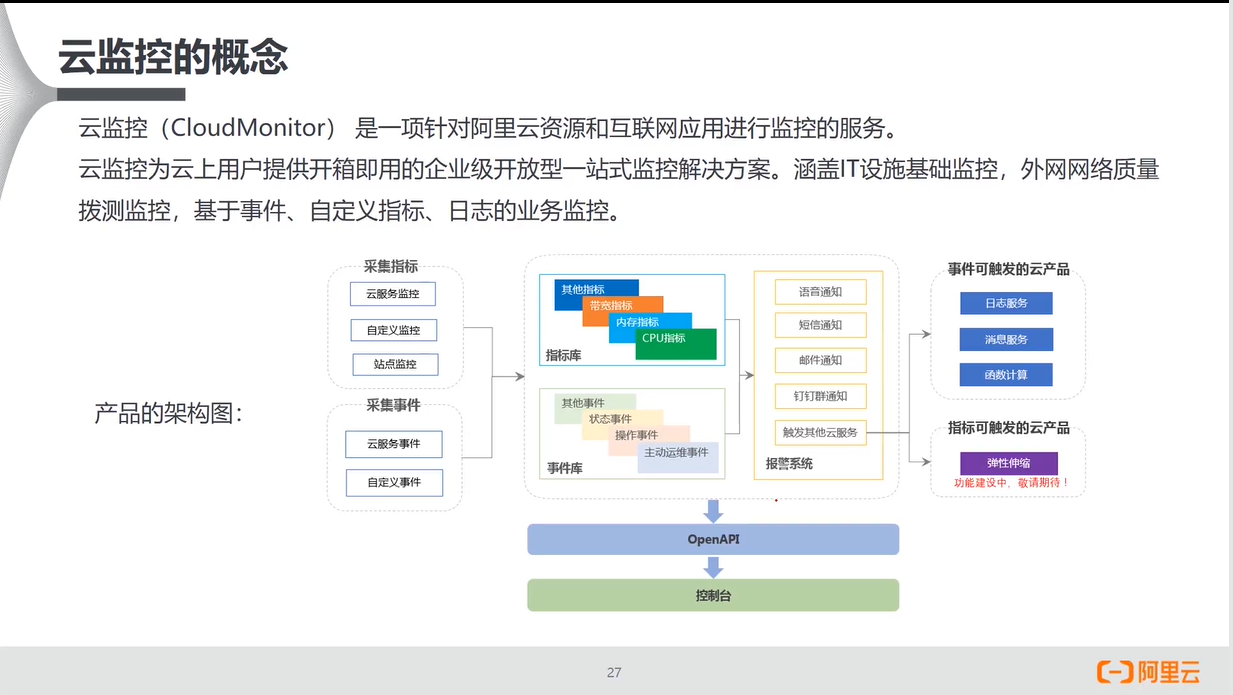 云监控的概念
云监控（CloudMonitor） 是一项针对阿里云资源和互联网应用进行监控的服务。
云监控为云上用户提供开箱即用的企业级开放型一站式监控解决方案。涵盖IT设施基础监控，外网网络质量
拨测监控，基于事件、自定义指标、日志的业务监控。
产品的架构图：
采集指标
云服务监控
自定义监控
站点监控
采集事件
云服务事件
自定义事件
其他指标
带宽指标
内存指标
CPU指标
指标库
其他事件
状态事件
操作事件
主动运维事件
事件库
语音通知
短信通知
邮件通知
钉钉群通知
触发其他云服务
报警系统
事件可触发的云产品
日志服务
消息服务
函数计算
指标可触发的云产品
弹性伸缩
功能建设中，敬请期待！
OpenAPI
控制台
27
阿里云